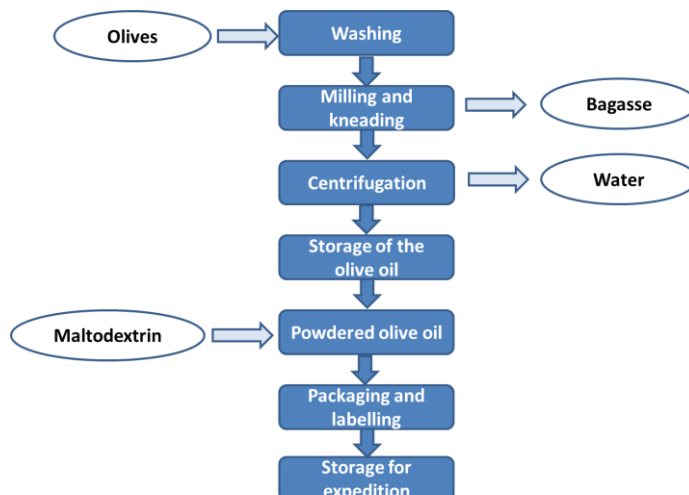 Olives
Washing
Milling and
kneading
Bagasse
Centrifugation
Water
Storage of the
olive oil
Maltodextrin
Powdered olive oil
Packaging and
labelling
Storage for
expedition